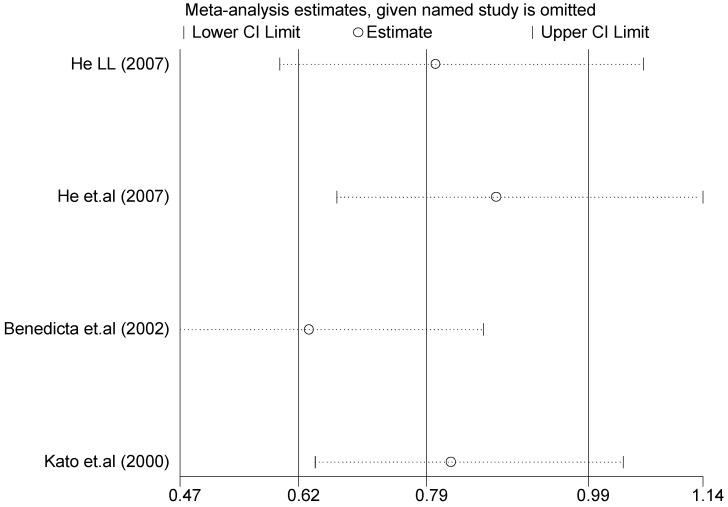 Meta-analysis estimates, given named study is omitted
| Lower CI Limit ○ Estimate | Upper CI Limit
He LL (2007)
He et.al (2007)
Benedicta et.al (2002)
Kato et.al (2000)
0.47 0.62 0.79 0.99 1.14